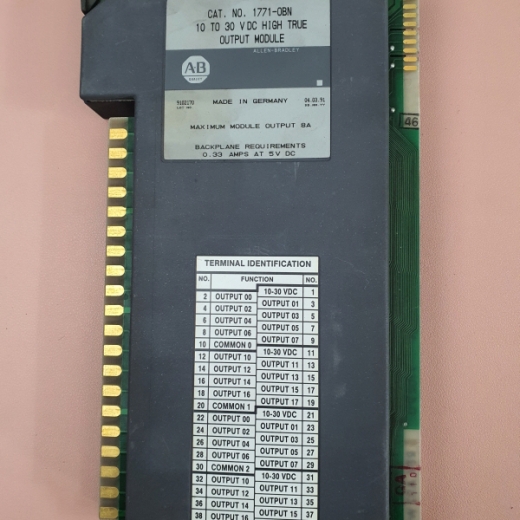 CAT. NO. 1771-OBN
10 TO 30 V DC HIGH TRUE
OUTPUT MODULE
ALLEN-BRADLEY
AB
MADE IN GERMANY
MAXIMUM MODULE OUTPUT 8A
BACKPLANE REQUIREMENTS
0.33 AMPS AT 5V DC
46
TERMINAL IDENTIFICATION
NO. FUNCTION NO.
10-30 VDC 1
2 OUTPUT 00
OUTPUT 01 3
4 OUTPUT 02
OUTPUT 03 5
6 OUTPUT 04
OUTPUT 05 7
8 OUTPUT 06
OUTPUT 07 9
10 COMMON 0
10-30 VDC 11
12 OUTPUT 10
OUTPUT 11 13
14 OUTPUT 12
OUTPUT 13 15
16 OUTPUT 14
OUTPUT 15 17
18 OUTPUT 16
OUTPUT 17 19
20 COMMON 1
10-30 VDC 21
22 OUTPUT 00
OUTPUT 01 23
24 OUTPUT 02
OUTPUT 03 25
26 OUTPUT 04
OUTPUT 05 27
28 OUTPUT 06
OUTPUT 07 29
30 COMMON 2
10-30 VDC 31
32 OUTPUT 10
OUTPUT 11 33
34 OUTPUT 12
OUTPUT 13 35
36 OUTPUT 14
OUTPUT 15 37
38 OUTPUT 16